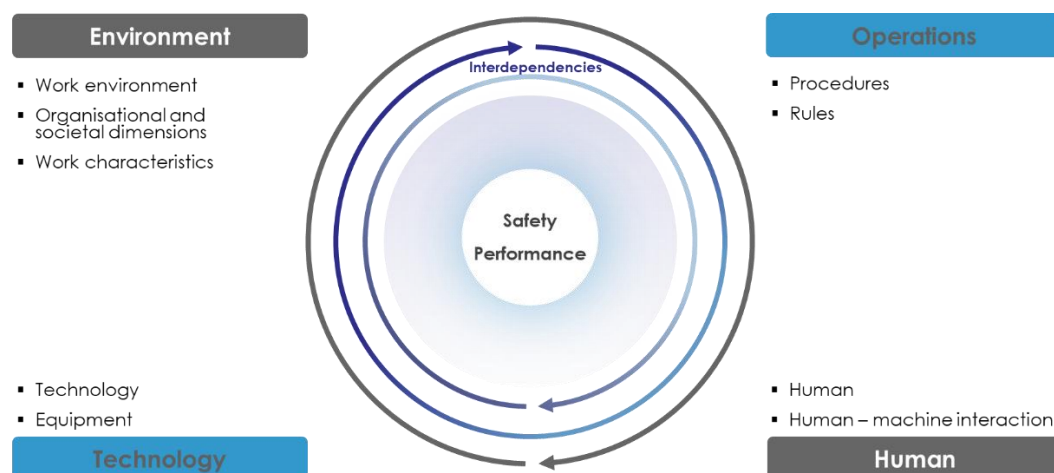 Environment
▪ Work environment
▪ Organisational and
societal dimensions
▪ Work characteristics
Operations
▪ Procedures
▪ Rules
Interdependencies
Safety
Performance
▪ Technology
▪ Equipment
Technology
▪ Human
▪ Human – machine interaction
Human